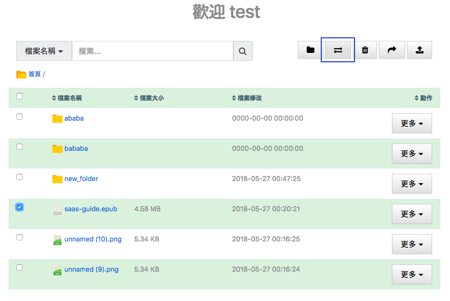 歡迎 test
檔案名稱 搜索...
首頁 /
檔案名稱 檔案大小 檔案修改 動作
ababa 0000-00-00 00:00:00 更多
bababa 0000-00-00 00:00:00 更多
new_folder 2018-05-27 00:47:25 更多
saas-guide.epub 4.58 MB 2018-05-27 00:20:21 更多
unnamed (10).png 5.34 KB 2018-05-27 00:16:25 更多
unnamed (9).png 5.34 KB 2018-05-27 00:16:24 更多